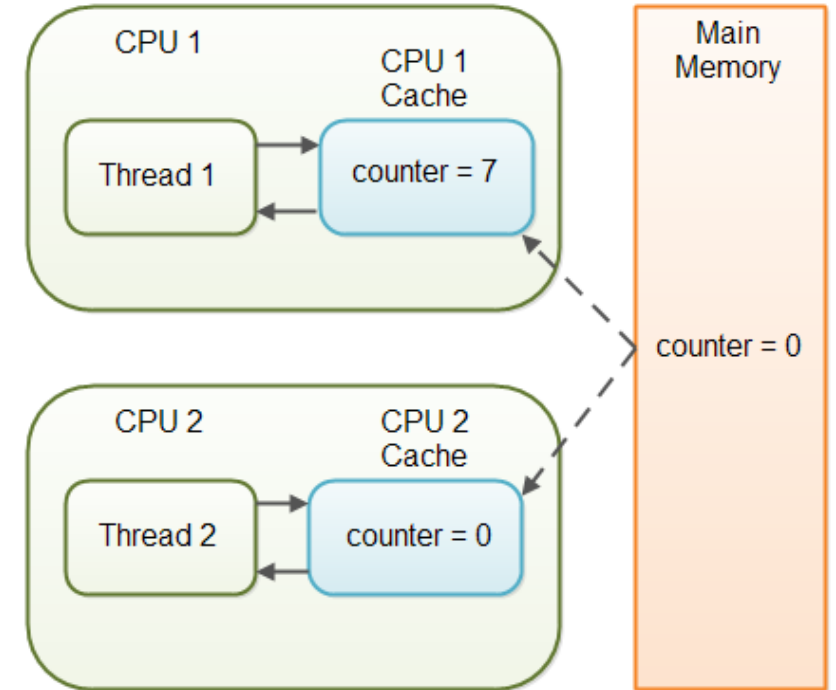 CPU 1
CPU 1
Cache
Thread 1
counter = 7
Main
Memory
counter = 0
CPU 2
CPU 2
Cache
Thread 2
counter = 0